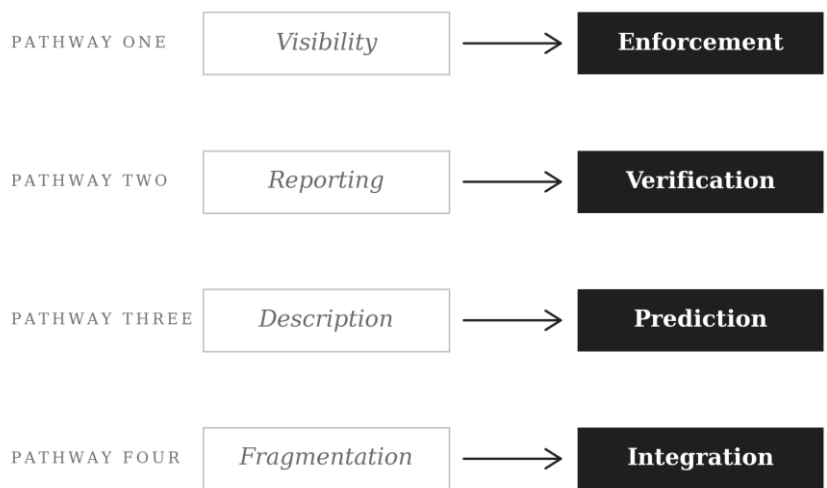 PATHWAY ONE Visibility Enforcement
PATHWAY TWO Reporting Verification
PATHWAY THREE Description Prediction
PATHWAY FOUR Fragmentation Integration